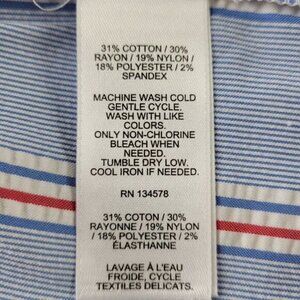 31% COTTON / 30%
RAYON / 19% NYLON /
18% POLYESTER / 2%
SPANDEX
MACHINE WASH COLD
GENTLE CYCLE.
WASH WITH LIKE
COLORS.
ONLY NON-CHLORINE
BLEACH WHEN
NEEDED.
TUMBLE DRY LOW.
COOL IRON IF NEEDED.
RN 134578
31% COTON / 30%
RAYONNE / 19% NYLON
/ 18% POLYESTER / 2%
ÉLASTHANNE
LAVAGE À L'EAU
FROIDE, CYCLE
TEXTILES DÉLICATS.